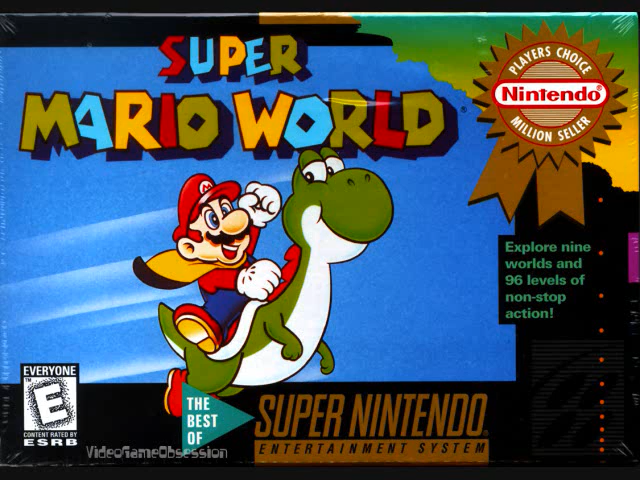 SUPER
MARIO WORLD
PLAYERS CHOICE
Nintendo®
MILLION SELLER
Explore nine
worlds and
96 levels of
non-stop
action!
EVERYONE
E
CONTENT RATED BY
ESRB
THE
BEST
OF
SUPER NINTENDO
ENTERTAINMENT SYSTEM
VideoGameObsession